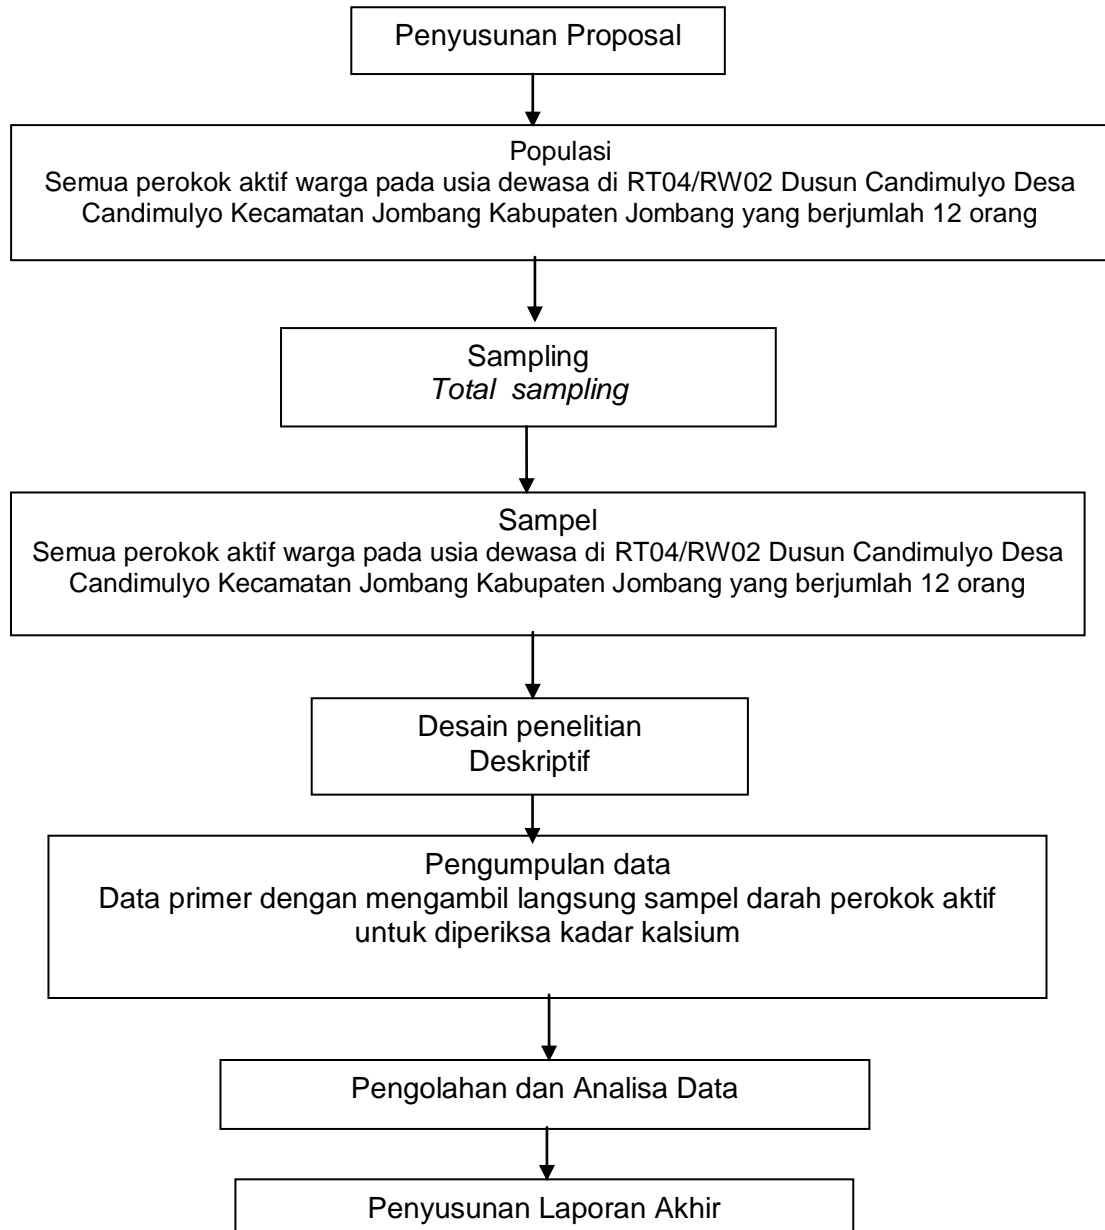 Penyusunan Proposal
Populasi
Semua perokok aktif warga pada usia dewasa di RT04/RW02 Dusun Candimulyo Desa
Candimulyo Kecamatan Jombang Kabupaten Jombang yang berjumlah 12 orang
Sampling
Total sampling
Sampel
Semua perokok aktif warga pada usia dewasa di RT04/RW02 Dusun Candimulyo Desa
Candimulyo Kecamatan Jombang Kabupaten Jombang yang berjumlah 12 orang
Desain penelitian
Deskriptif
Pengumpulan data
Data primer dengan mengambil langsung sampel darah perokok aktif
untuk diperiksa kadar kalsium
Pengolahan dan Analisa Data
Penyusunan Laporan Akhir